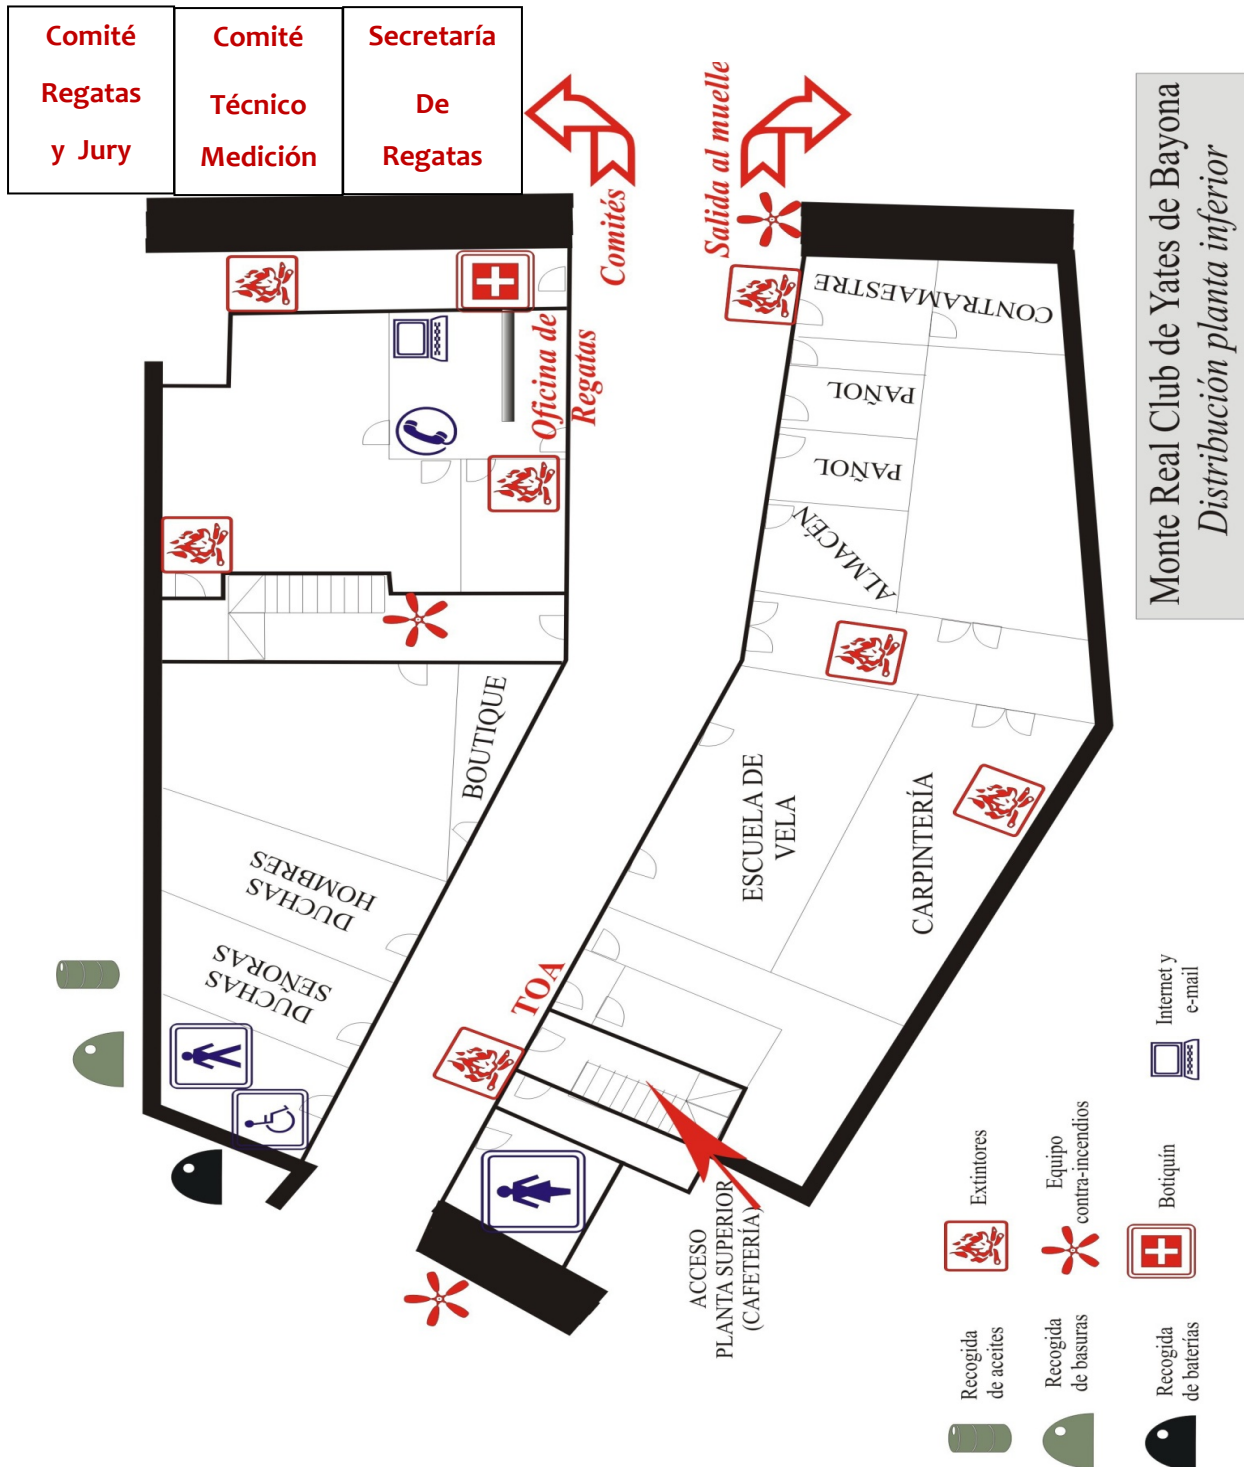 Comité
Regatas
y Jury
Comité
Técnico
Medición
Secretaría
De
Regatas
Comités
Salida al muelle
Oficina de
Regatas
CONTRAMAESTRE
PAÑOL
PAÑOL
ALMACÉN
BOUTIQUE
DUCHAS
HOMBRES
DUCHAS
SEÑORAS
TOA
ESCUELA DE
VELA
CARPINTERÍA
ACCESO
PLANTA SUPERIOR
(CAFETERÍA)
Monte Real Club de Yates de Bayona
Distribución planta inferior
Recogida
de aceites
Recogida
de basuras
Recogida
de baterías
Extintores
Equipo
contra-incendios
Botiquín
Internet y
e-mail